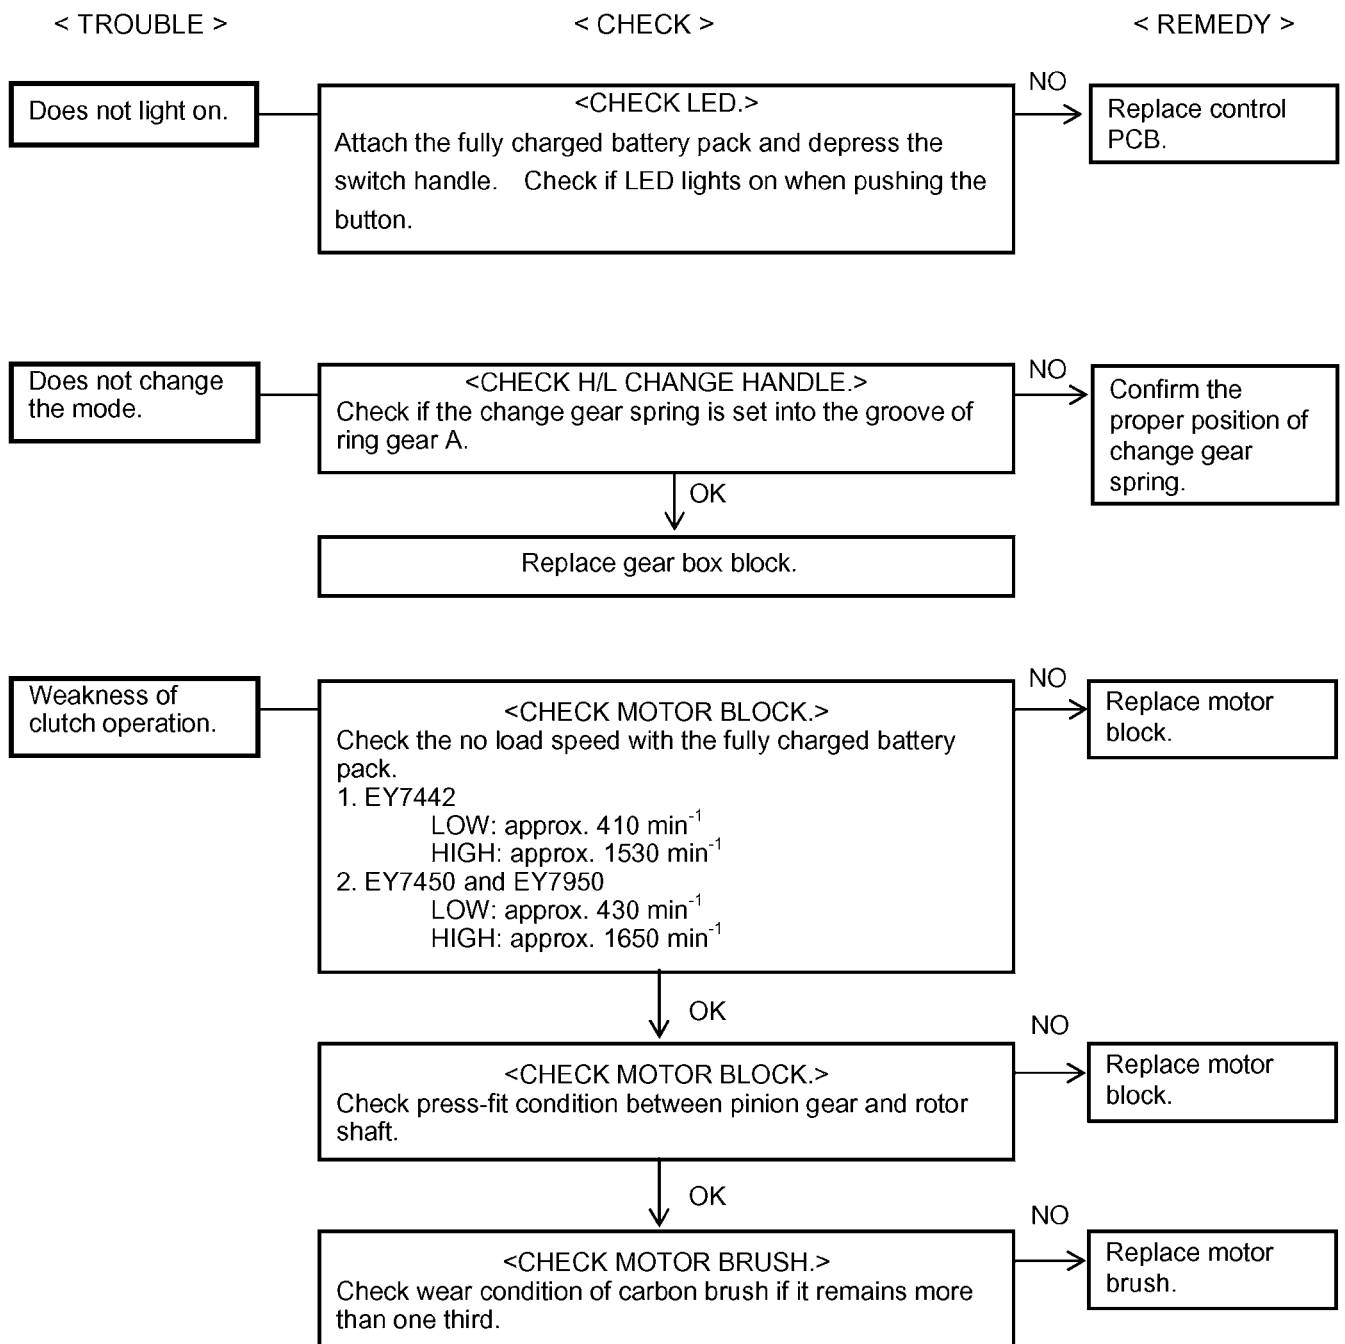 < TROUBLE >
< CHECK >
< REMEDY >
Does not light on.
<CHECK LED.>
Attach the fully charged battery pack and depress the
switch handle. Check if LED lights on when pushing the
button.
NO
Replace control
PCB.
Does not change
the mode.
<CHECK H/L CHANGE HANDLE.>
Check if the change gear spring is set into the groove of
ring gear A.
NO
Confirm the
proper position of
change gear
spring.
OK
Replace gear box block.
Weakness of
clutch operation.
<CHECK MOTOR BLOCK.>
Check the no load speed with the fully charged battery
pack.
1. EY7442
LOW: approx. 410 min⁻¹
HIGH: approx. 1530 min⁻¹
2. EY7450 and EY7950
LOW: approx. 430 min⁻¹
HIGH: approx. 1650 min⁻¹
NO
Replace motor
block.
OK
<CHECK MOTOR BLOCK.>
Check press-fit condition between pinion gear and rotor
shaft.
NO
Replace motor
block.
OK
<CHECK MOTOR BRUSH.>
Check wear condition of carbon brush if it remains more
than one third.
NO
Replace motor
brush.